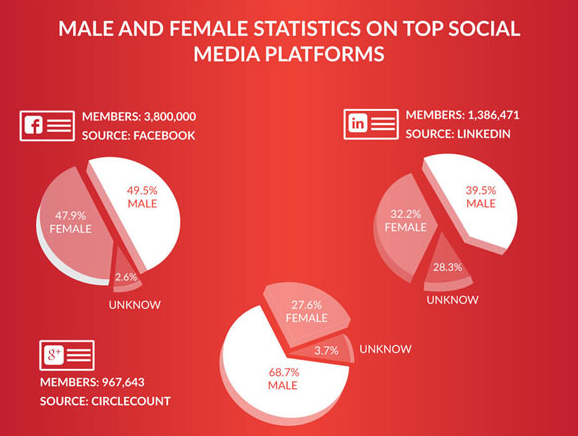 MALE AND FEMALE STATISTICS ON TOP SOCIAL
MEDIA PLATFORMS
f
MEMBERS: 3,800,000
SOURCE: FACEBOOK
49.5%
MALE
47.9%
FEMALE
2.6%
UNKNOW
in
MEMBERS: 1,386,471
SOURCE: LINKEDIN
39.5%
MALE
32.2%
FEMALE
28.3%
UNKNOW
g+
MEMBERS: 967,643
SOURCE: CIRCLECOUNT
27.6%
FEMALE
3.7%
UNKNOW
68.7%
MALE